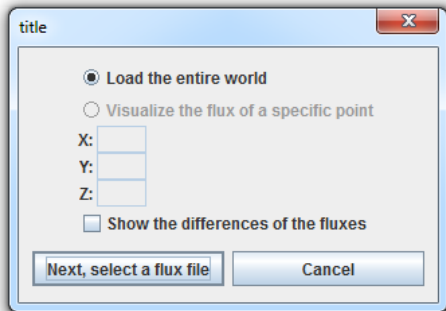 title
Load the entire world
Visualize the flux of a specific point
X:
Y:
Z:
Show the differences of the fluxes
Next, select a flux file
Cancel